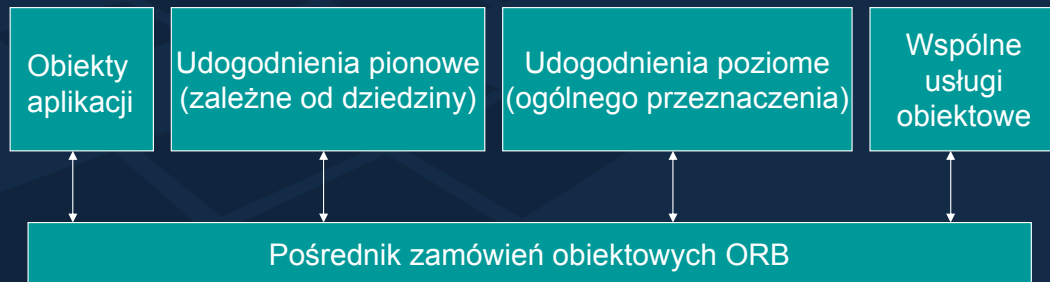 Obiekty
aplikacji
Udogodnienia pionowe
(zależne od dziedziny)
Udogodnienia poziome
(ogólnego przeznaczenia)
Wspólne
usługi
obiektowe
Pośrednik zamówień obiektowych ORB